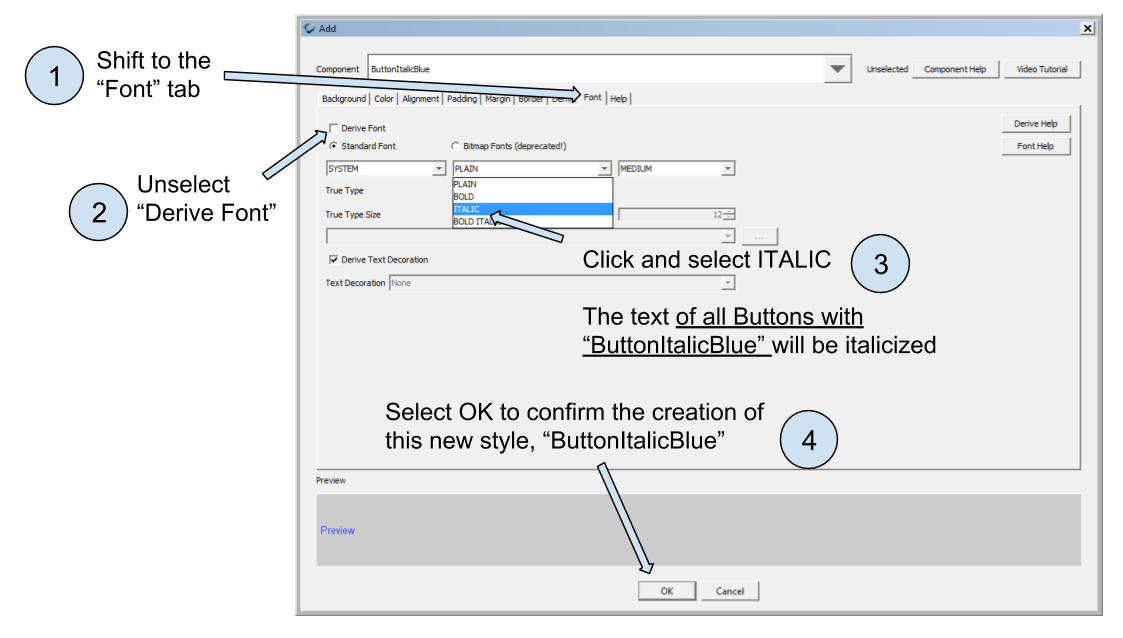 Add
1
Shift to the
“Font” tab
Component ButtonItalicBlue Unselected Component Help Video Tutorial
Background Color Alignment Padding Margin Border Font Help
Derive Font Derive Help
Standard Font Bitmap Fonts (deprecated!) Font Help
SYSTEM PLAIN MEDIUM
2
Unselect
“Derive Font”
True Type
PLAIN
BOLD
ITALIC
BOLD
True Type Size 12
...
Derive Text Decoration
Text Decoration None
Click and select ITALIC
3
The text of all Buttons with
“ButtonItalicBlue” will be italicized
Select OK to confirm the creation of
this new style, “ButtonItalicBlue”
4
Preview
Preview
OK Cancel